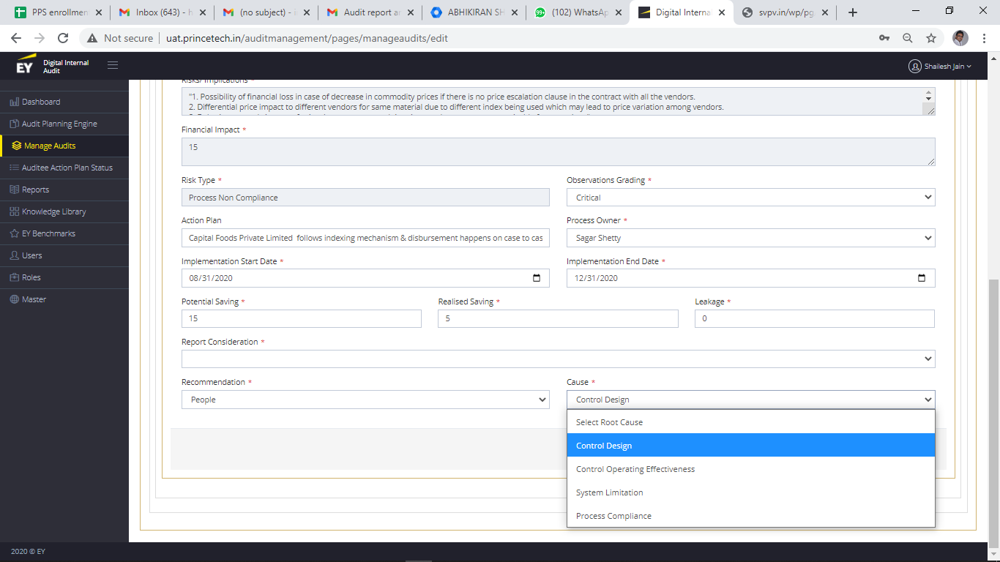 PPS enrollmen
Inbox (643) - h
(no subject) - i
Audit report a
ABHIKIRAN SH
99+
(102) WhatsAp
Digital Interna
svpv.in/wp/pg
Not secure
uat.princetech.in/auditmanagement/pages/manageaudits/edit
EY
Digital Internal
Audit
Shailesh Jain
Dashboard
Audit Planning Engine
Manage Audits
Auditee Action Plan Status
Reports
Knowledge Library
EY Benchmarks
Users
Roles
Master
Risks/ Implications *
"1. Possibility of financial loss in case of decrease in commodity prices if there is no price escalation clause in the contract with all the vendors.
2. Differential price impact to different vendors for same material due to different index being used which may lead to price variation among vendors.
Financial Impact *
15
Risk Type *
Observations Grading *
Process Non Compliance
Critical
Action Plan
Process Owner *
Capital Foods Private Limited follows indexing mechanism & disbursement happens on case to cas
Sagar Shetty
Implementation Start Date *
Implementation End Date *
08/31/2020
12/31/2020
Potential Saving *
Realised Saving *
Leakage *
15
5
0
Report Consideration *
Recommendation *
Cause *
People
Control Design
Select Root Cause
Control Design
Control Operating Effectiveness
System Limitation
Process Compliance
2020 © EY